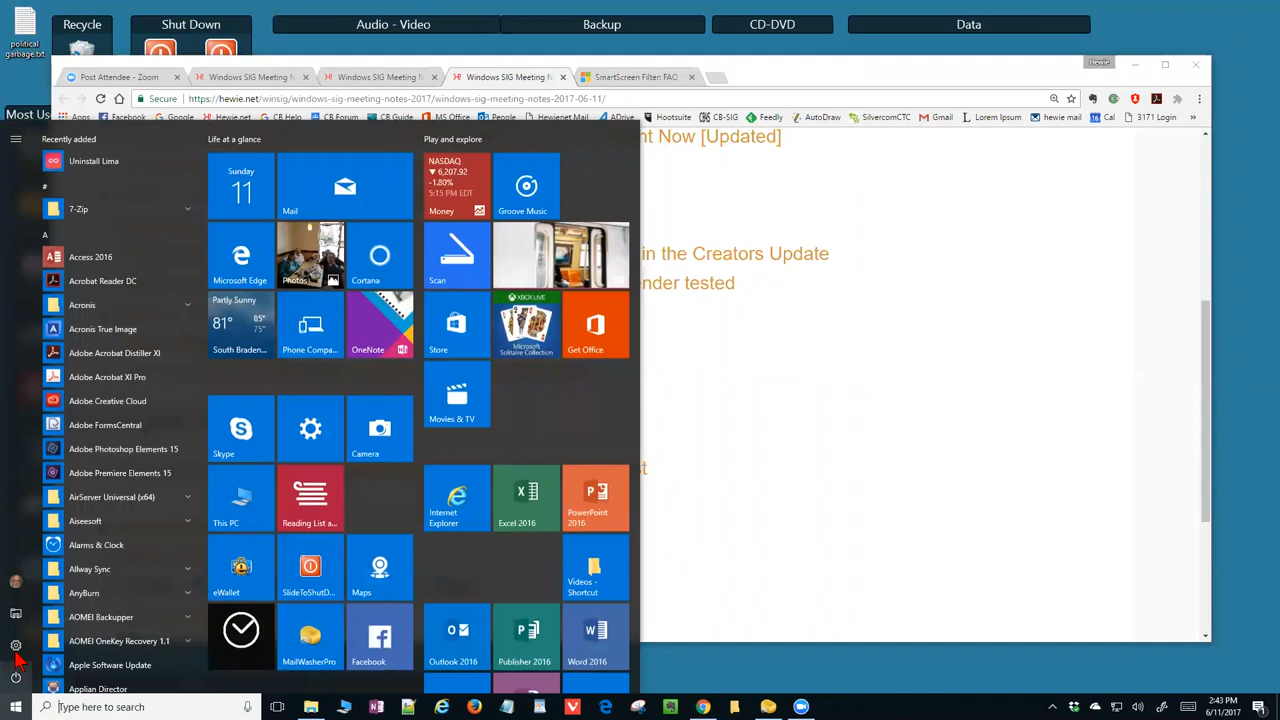 Recycle
Shut Down
Audio - Video
Backup
CD-DVD
Data
political
garbage.txt
Hewie
Post Attendee - Zoom
Windows SIG Meeting N
Windows SIG Meeting N
Windows SIG Meeting N
SmartScreen Filter: FAQ
Secure
https://hewie.net/winsig/windows-sig-meeting-notes-2017/windows-sig-meeting-notes-2017-06-11/
Most Us
Apps
Facebook
Google
CB Forum
CB Guides
MS Office
Hewienet Mail
ADrive
Hootsuite
CB-SIG
Feedly
AutoDraw
SilvercomCTC
Gmail
Lorem Ipsum
hewie mail
Cal
3171 Login
Recently added
Uninstall Lima
#
7-Zip
A
Access 2016
Acrobat Reader DC
Acronis
Acronis True Image
Adobe Acrobat Distiller XI
Adobe Acrobat XI Pro
Adobe Creative Cloud
Adobe FormsCentral
Adobe Photoshop Elements 15
Adobe Premiere Elements 15
AirServer Universal (x64)
Aiseesoft
Alarms & Clock
Allway Sync
AnyBurn
AOMEI Backupper
AOMEI OneKey Recovery 1.1
Apple Software Update
Applian Director
Life at a glance
Sunday
11
Mail
Microsoft Edge
Photos
Cortana
Partly Sunny
81°
85°
75°
South Braden...
Phone Compa...
OneNote
Skype
Camera
This PC
Reading List a...
eWallet
SlideToShutD...
Maps
MailWasherPro
Facebook
Play and explore
NASDAQ
▼ 6,207.92
-1.80%
5:15 PM EDT
Money
Groove Music
Scan
Store
XBOX LIVE
Microsoft
Solitaire Collection
Get Office
Movies & TV
Internet
Explorer
Excel 2016
PowerPoint
2016
Videos -
Shortcut
Outlook 2016
Publisher 2016
Word 2016
nt Now [Updated]
in the Creators Update
ender tested
st
Type here to search
2:43 PM
6/11/2017
1